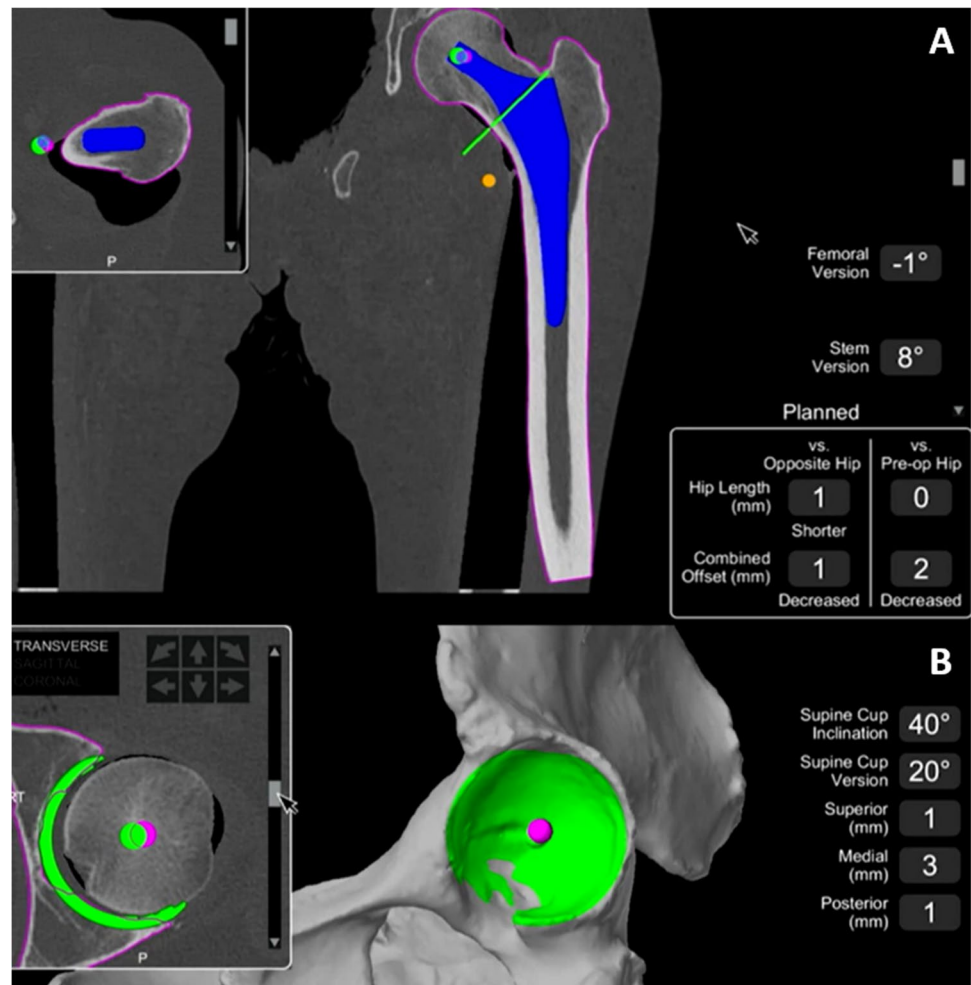 A
P
Femoral
Version
-1°
Stem
Version
8°
Planned
vs.
Opposite Hip
vs.
Pre-op Hip
Hip Length
(mm)
1
0
Shorter
Combined
Offset (mm)
1
2
Decreased
Decreased
B
TRANSVERSE
SAGITTAL
CORONAL
RT
P
Supine Cup
Inclination
40°
Supine Cup
Version
20°
Superior
(mm)
1
Medial
(mm)
3
Posterior
(mm)
1